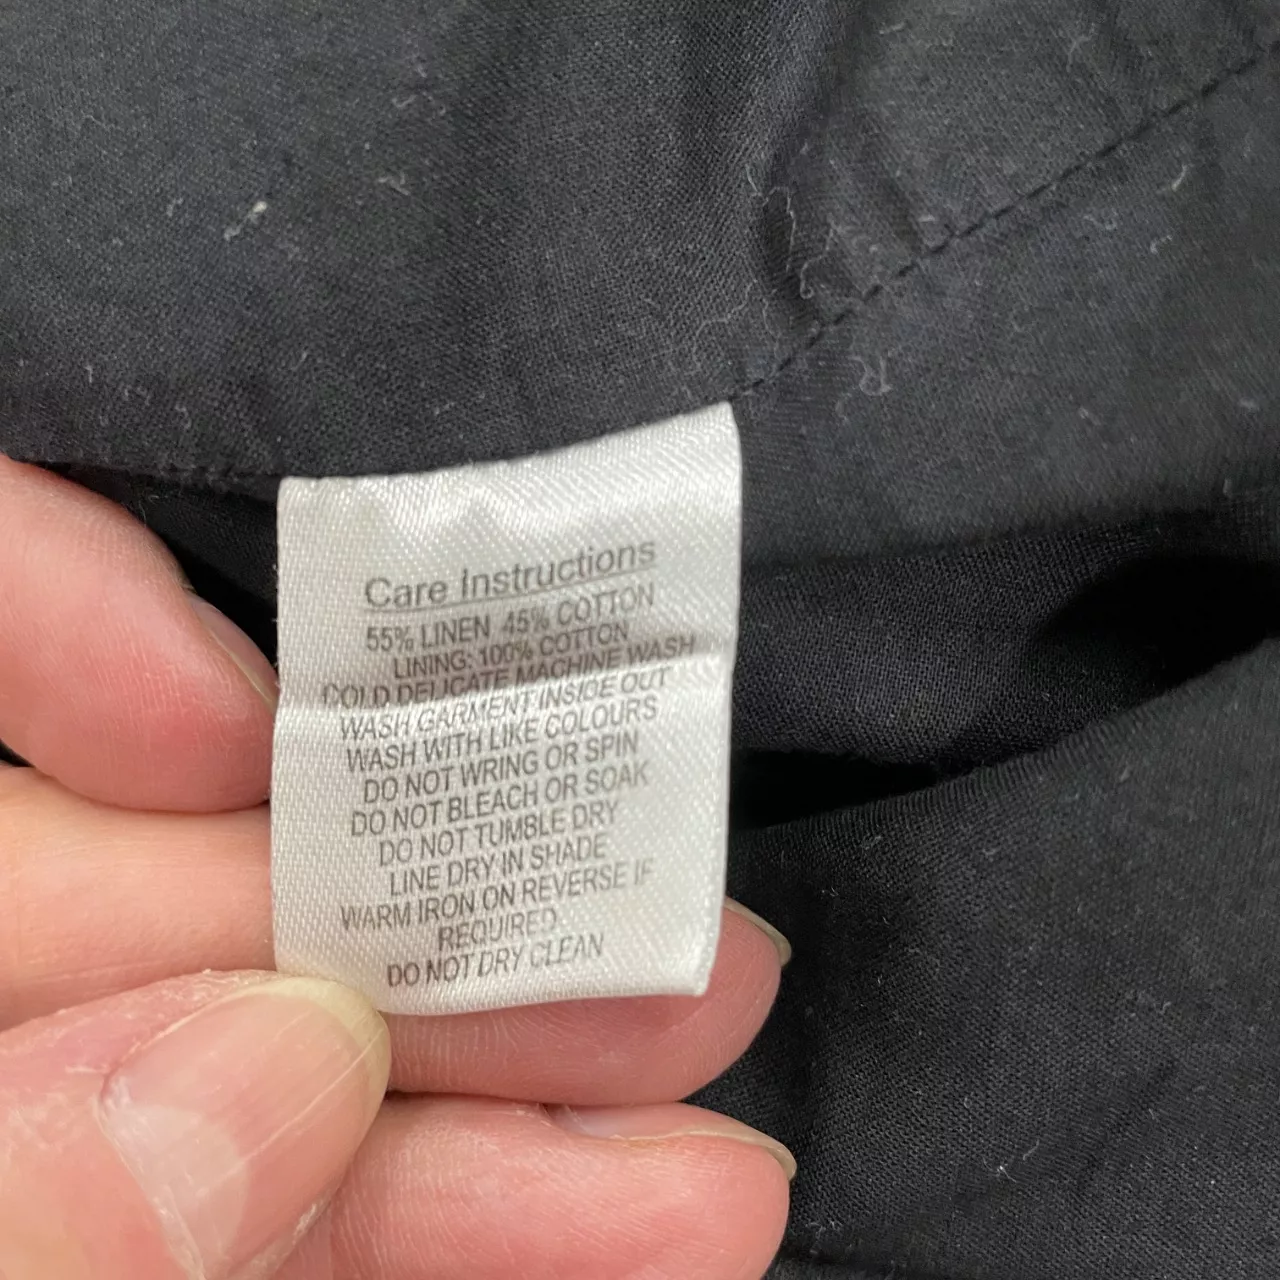 Care Instructions
55% LINEN 45% COTTON
LINING: 100% COTTON
COLD DELICATE MACHINE WASH
WASH GARMENT INSIDE OUT
WASH WITH LIKE COLOURS
DO NOT WRING OR SPIN
DO NOT BLEACH OR SOAK
DO NOT TUMBLE DRY
LINE DRY IN SHADE
WARM IRON ON REVERSE IF
REQUIRED
DO NOT DRY CLEAN